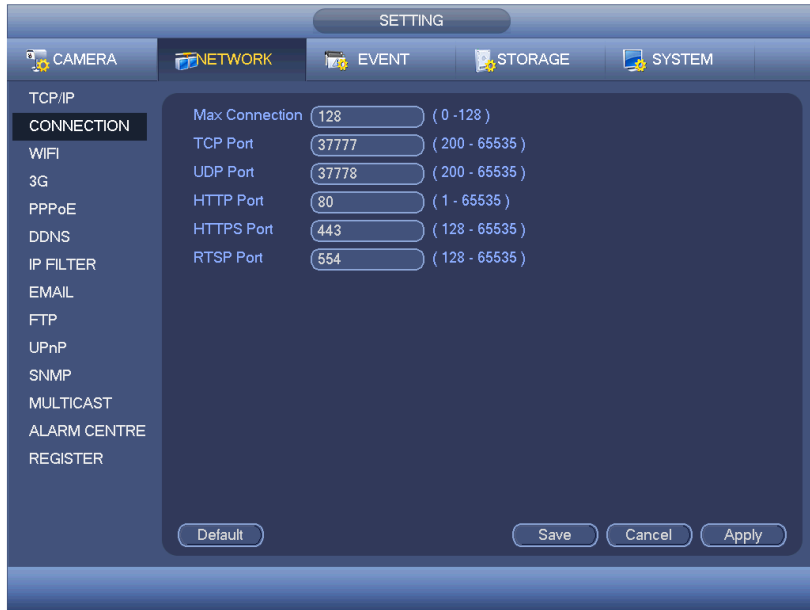 SETTING
CAMERA NETWORK EVENT STORAGE SYSTEM
TCP/IP
CONNECTION
WIFI
3G
PPPoE
DDNS
IP FILTER
EMAIL
FTP
UPnP
SNMP
MULTICAST
ALARM CENTRE
REGISTER
Max Connection 128 ( 0 -128 )
TCP Port 37777 ( 200 - 65535 )
UDP Port 37778 ( 200 - 65535 )
HTTP Port 80 ( 1 - 65535 )
HTTPS Port 443 ( 128 - 65535 )
RTSP Port 554 ( 128 - 65535 )
Default Save Cancel Apply